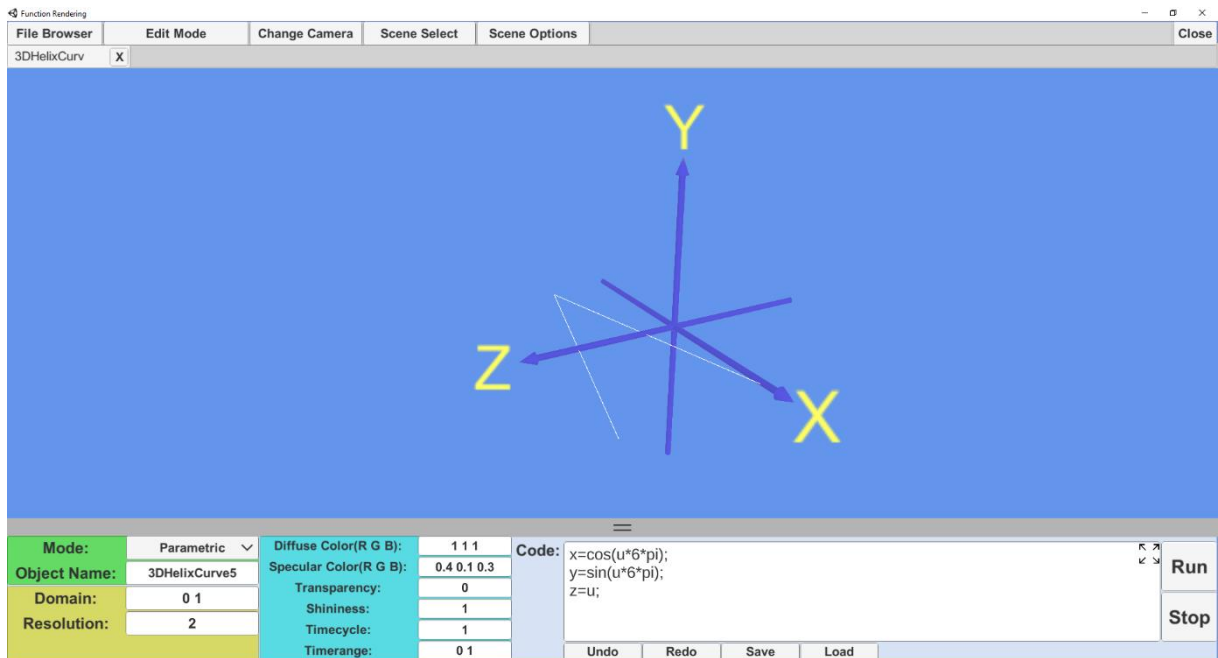 Function Rendering
File Browser Edit Mode Change Camera Scene Select Scene Options Close
3DHelixCurv X
Y
Z
X
Mode: Parametric
Object Name: 3DHelixCurve5
Domain: 0 1
Resolution: 2
Diffuse Color(R G B): 1 1 1
Specular Color(R G B): 0.4 0.1 0.3
Transparency: 0
Shininess: 1
Timecycle: 1
Timerange: 0 1
Code:
x=cos(u*6*pi);
y=sin(u*6*pi);
z=u;
Run
Stop
Undo Redo Save Load